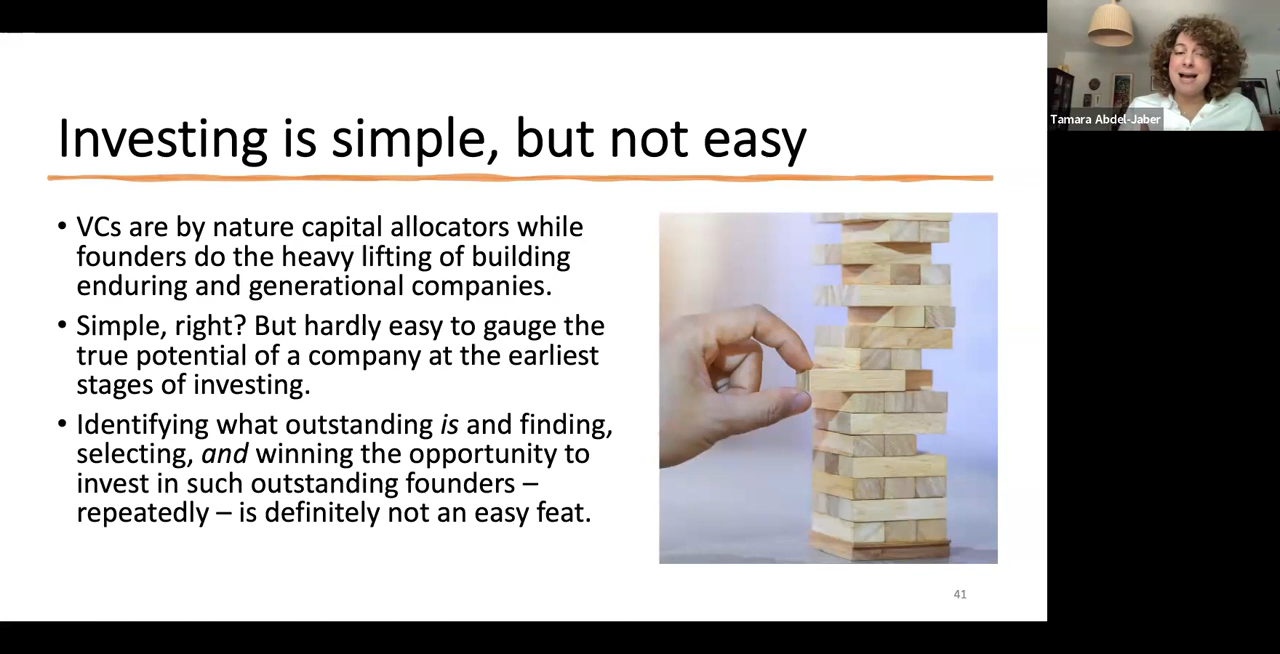 Investing is simple, but not easy
• VCs are by nature capital allocators while
founders do the heavy lifting of building
enduring and generational companies.
• Simple, right? But hardly easy to gauge the
true potential of a company at the earliest
stages of investing.
• Identifying what outstanding is and finding,
selecting, and winning the opportunity to
invest in such outstanding founders –
repeatedly – is definitely not an easy feat.
41
Tamara Abdel-Jaber